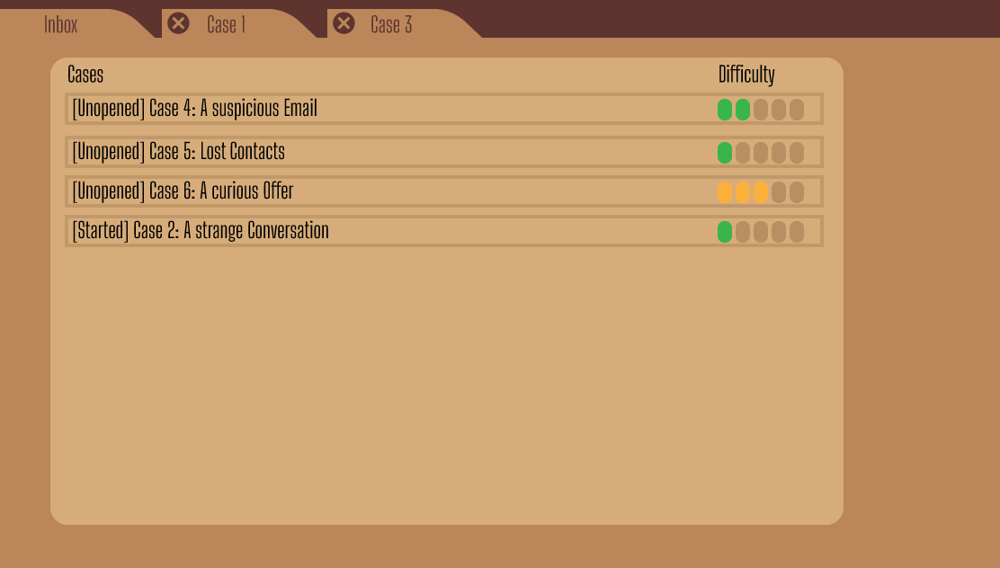 Inbox Case 1 Case 3
Cases Difficulty
[Unopened] Case 4: A suspicious Email
[Unopened] Case 5: Lost Contacts
[Unopened] Case 6: A curious Offer
[Started] Case 2: A strange Conversation